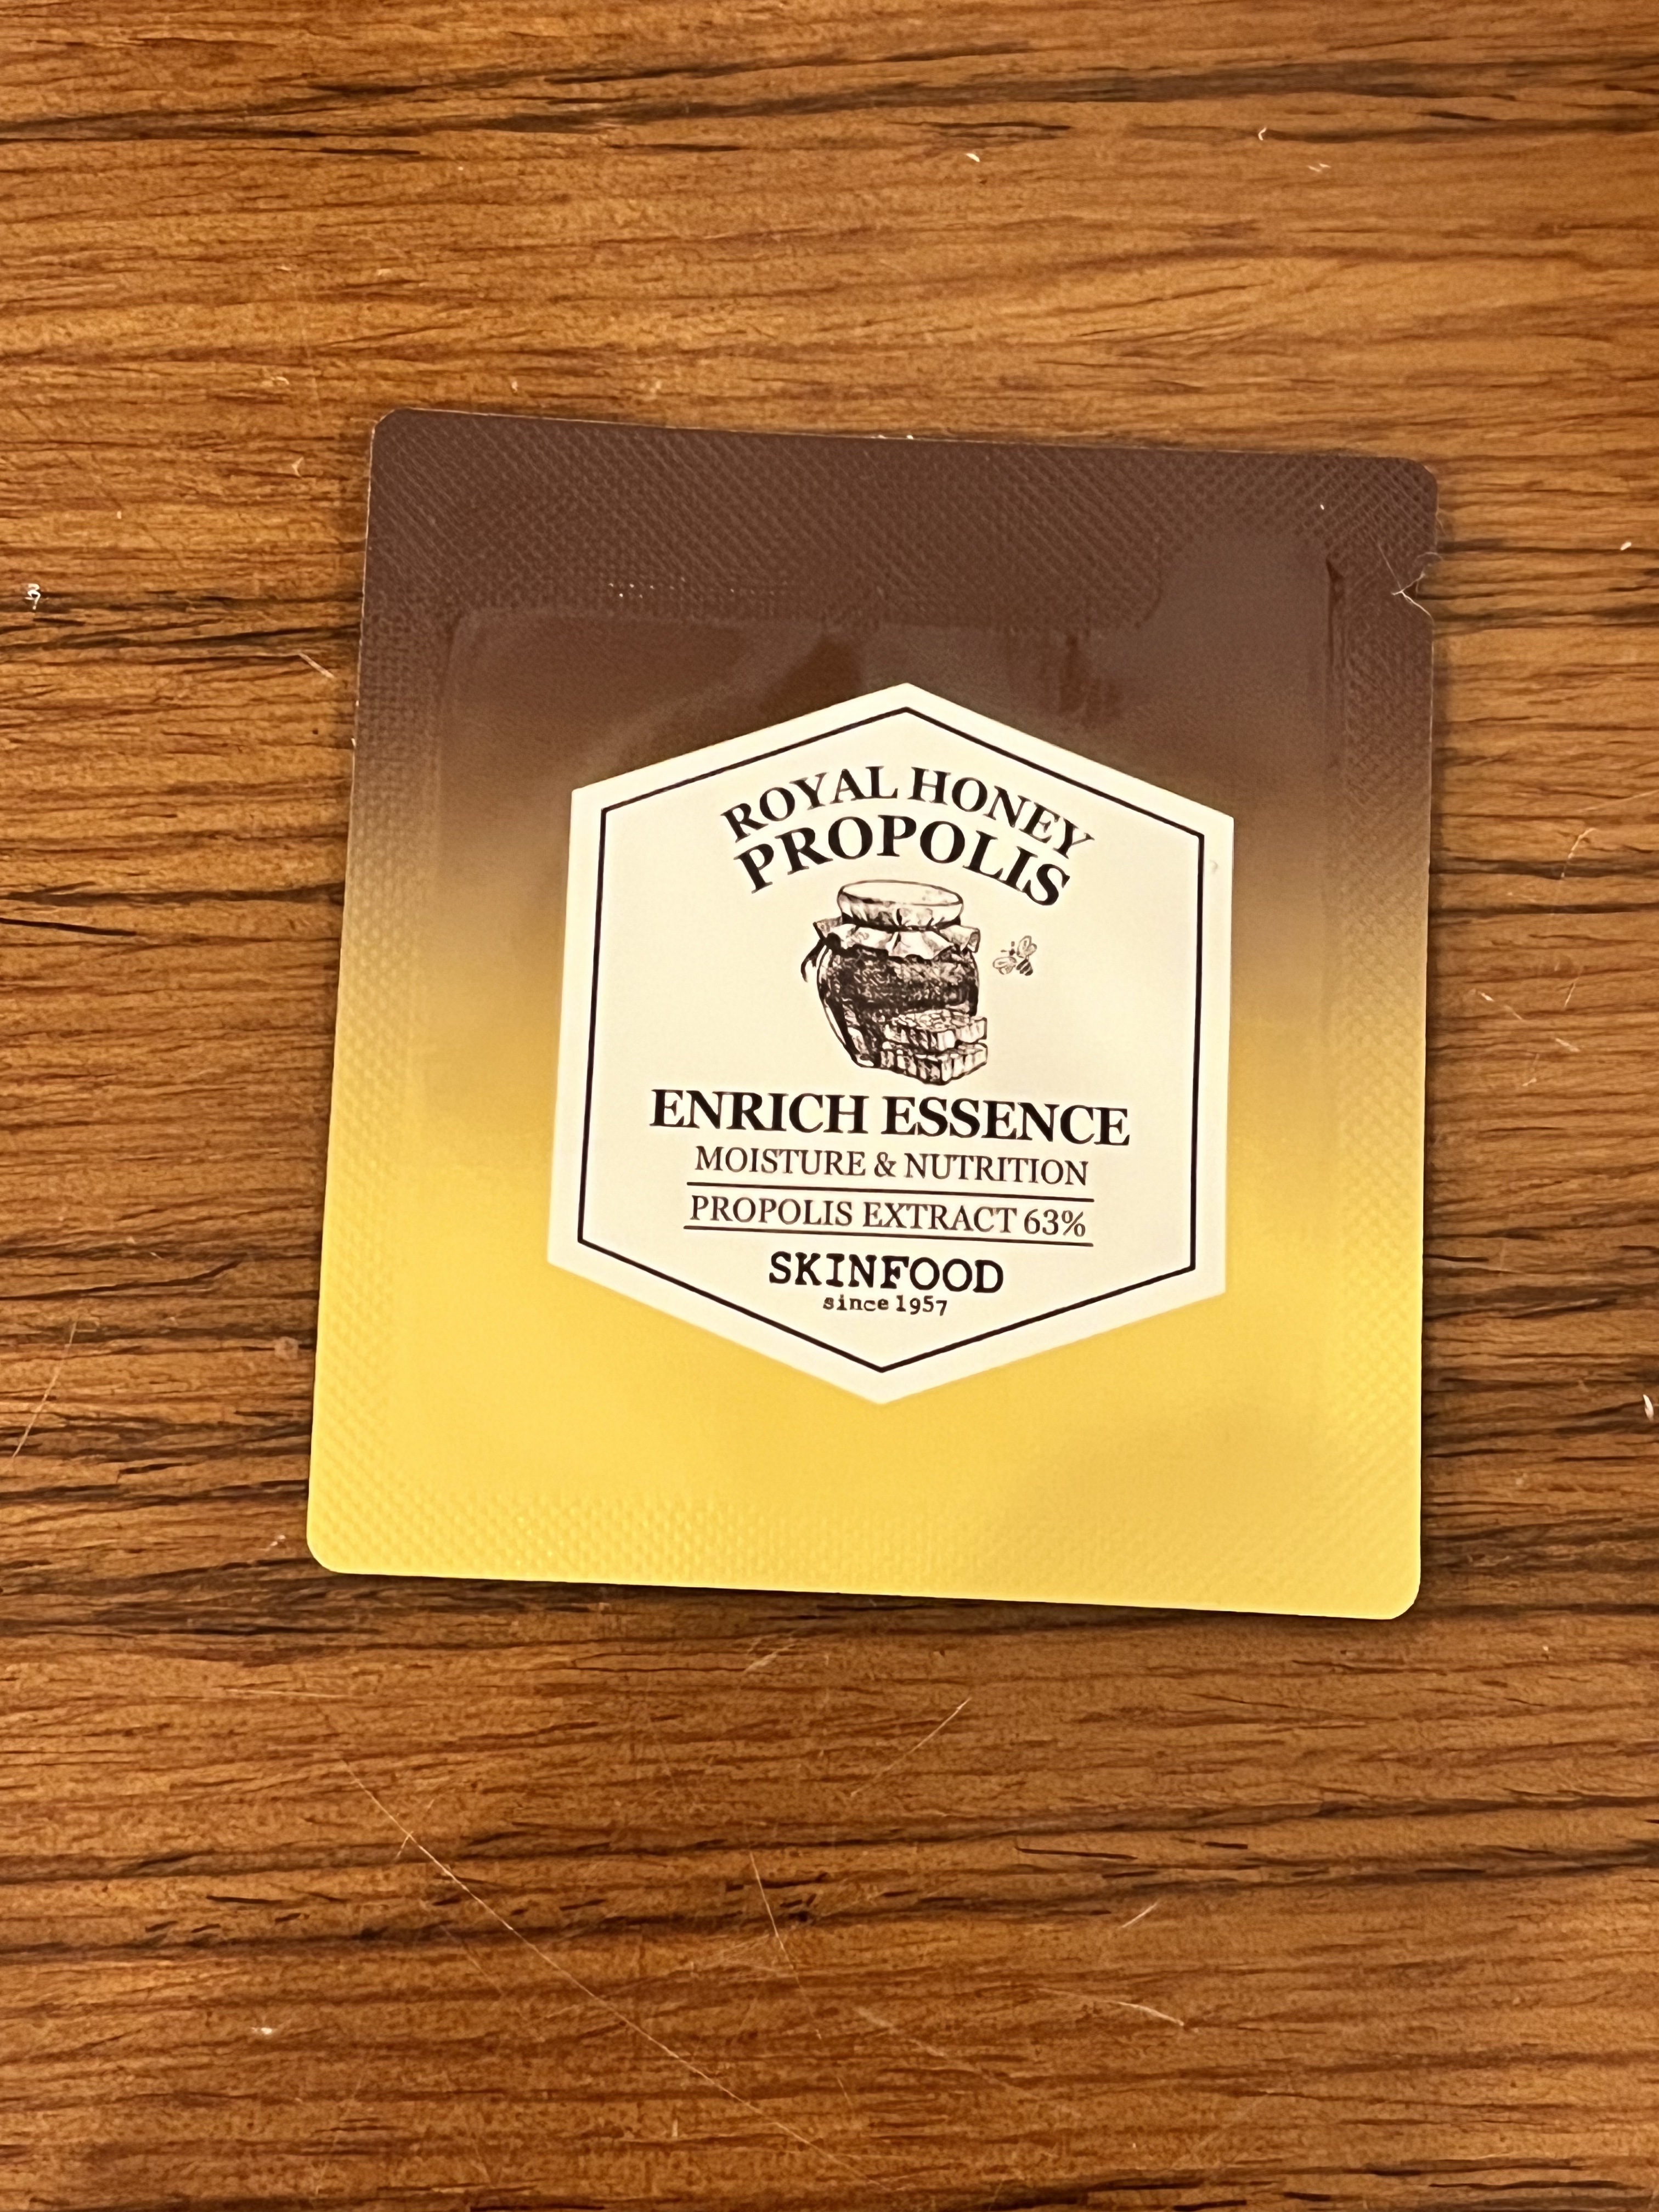 ROYAL HONEY
PROPOLIS
ENRICH ESSENCE
MOISTURE & NUTRITION
PROPOLIS EXTRACT 63%
SKINFOOD
since 1957